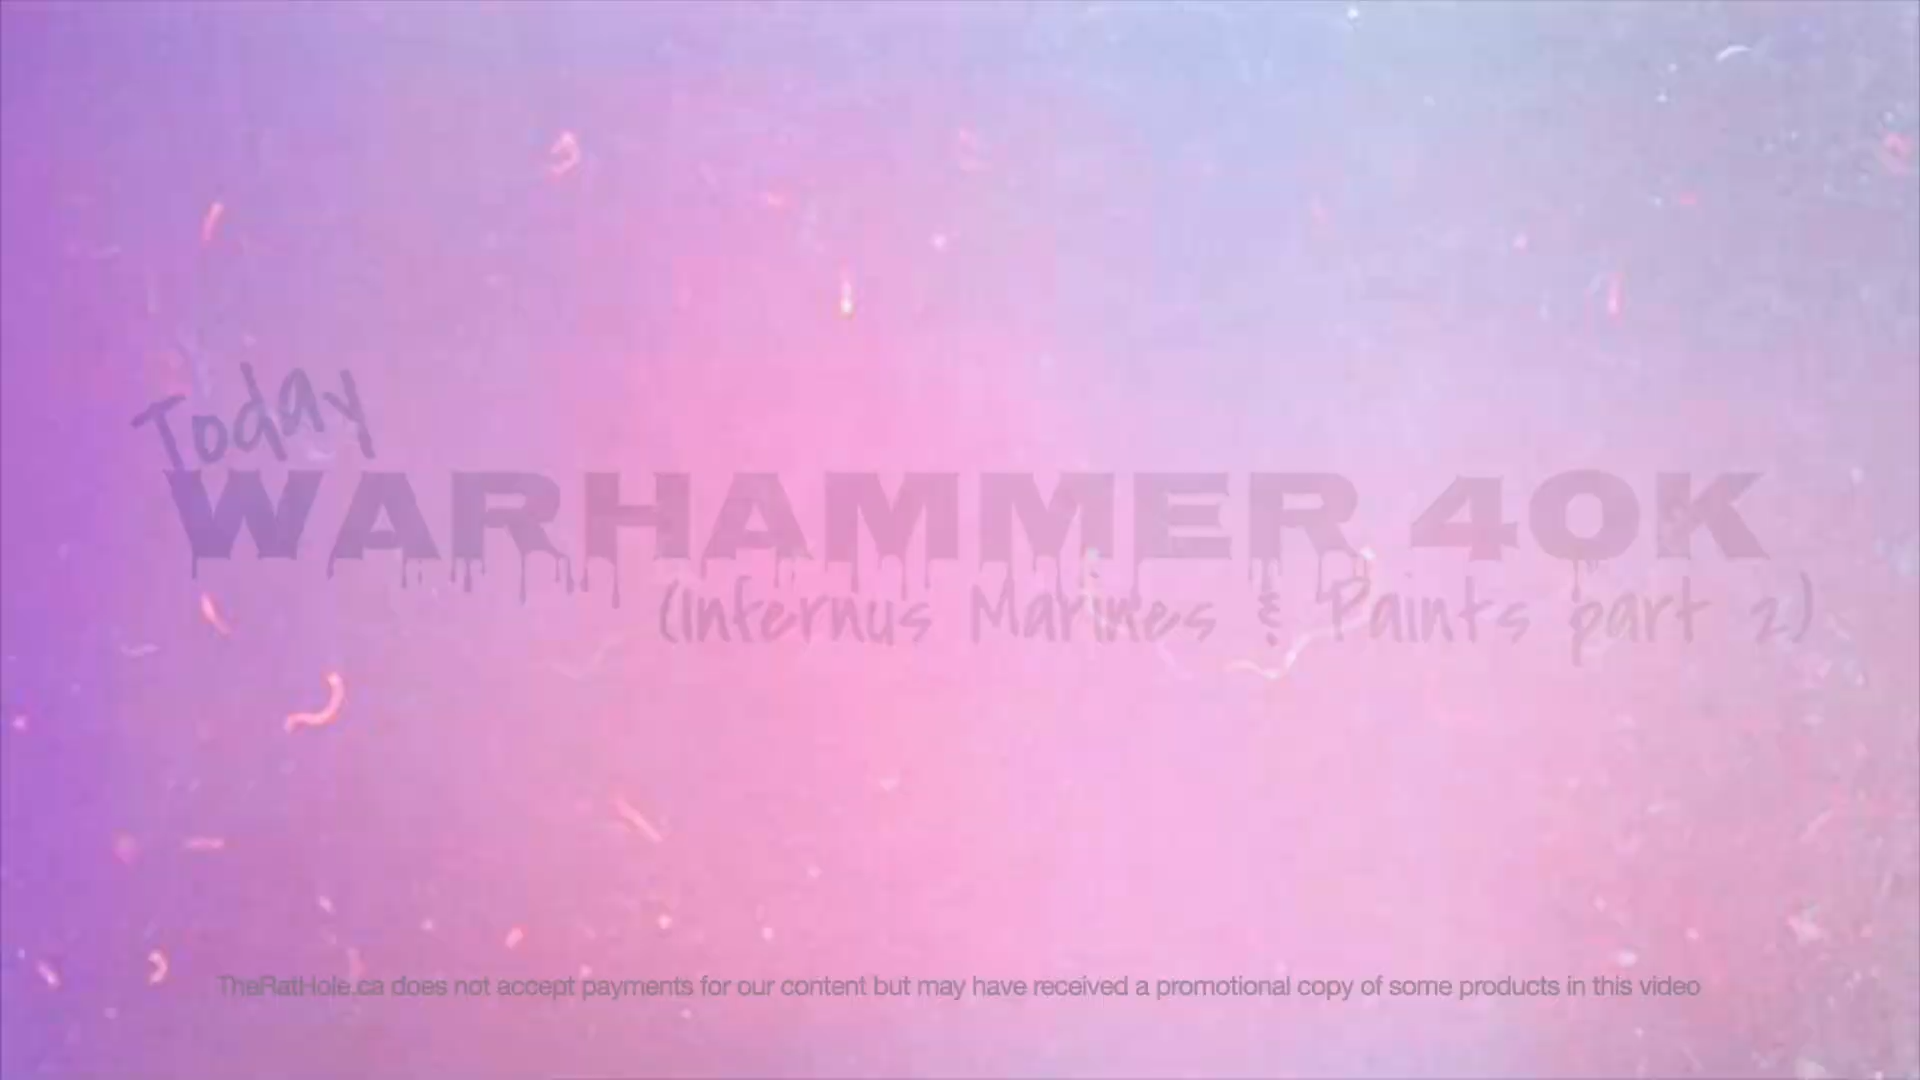 Today
WARHAMMER 40K
(Infernus Marines & Paints part 2)
TheRatHole.ca does not accept payments for our content but may have received a promotional copy of some products in this video